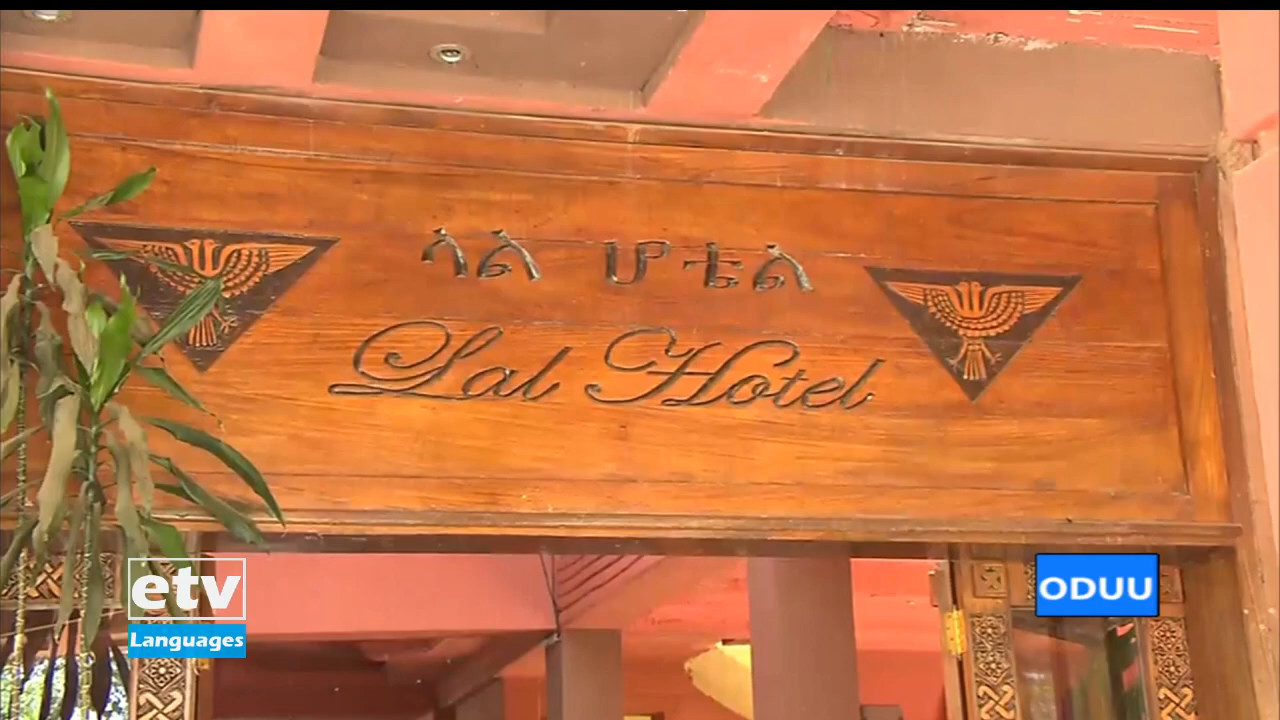 ላል ሆቴል
Lal Hotel
etv
Languages
ODUU